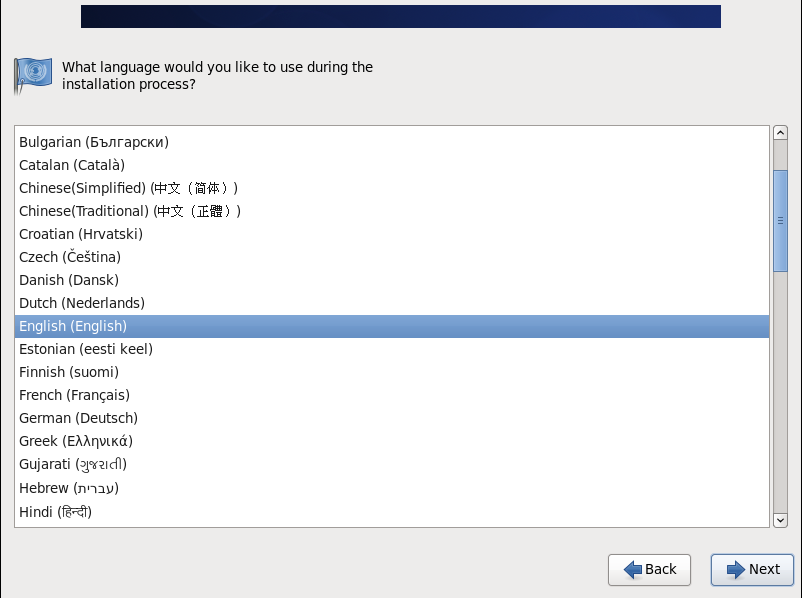 What language would you like to use during the
installation process?
Bulgarian (Български)
Catalan (Català)
Chinese(Simplified) (中文（简体）)
Chinese(Traditional) (中文（正體）)
Croatian (Hrvatski)
Czech (Čeština)
Danish (Dansk)
Dutch (Nederlands)
English (English)
Estonian (eesti keel)
Finnish (suomi)
French (Français)
German (Deutsch)
Greek (Ελληνικά)
Gujarati (ગુજરાતી)
Hebrew (עברית)
Hindi (हिन्दी)
Back
Next